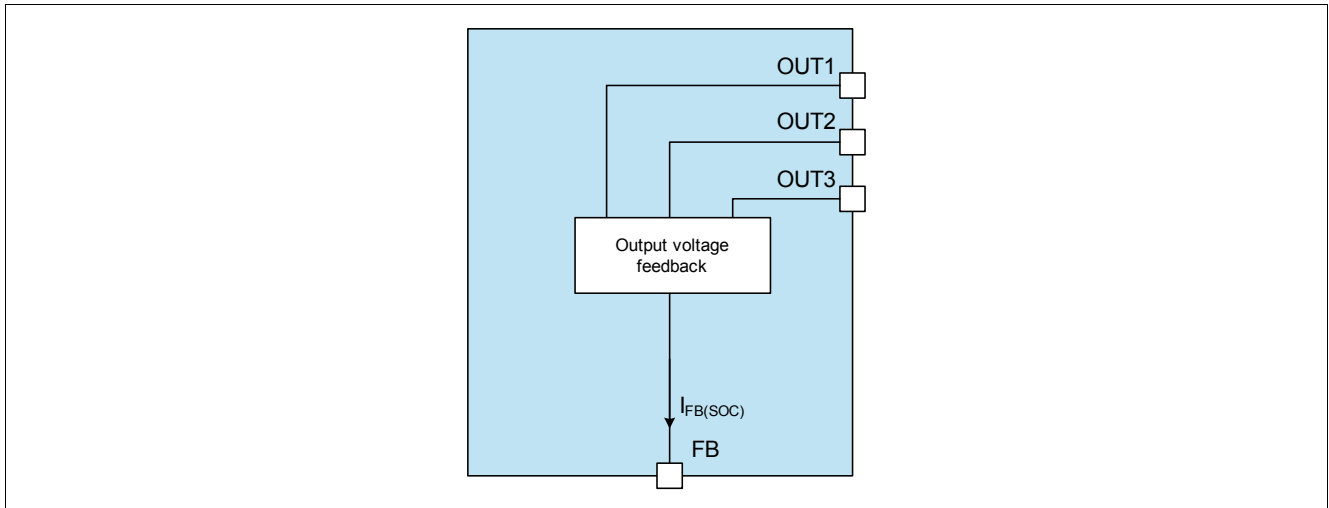 OUT1
OUT2
OUT3
Output voltage
feedback
IFB(SOC)
FB